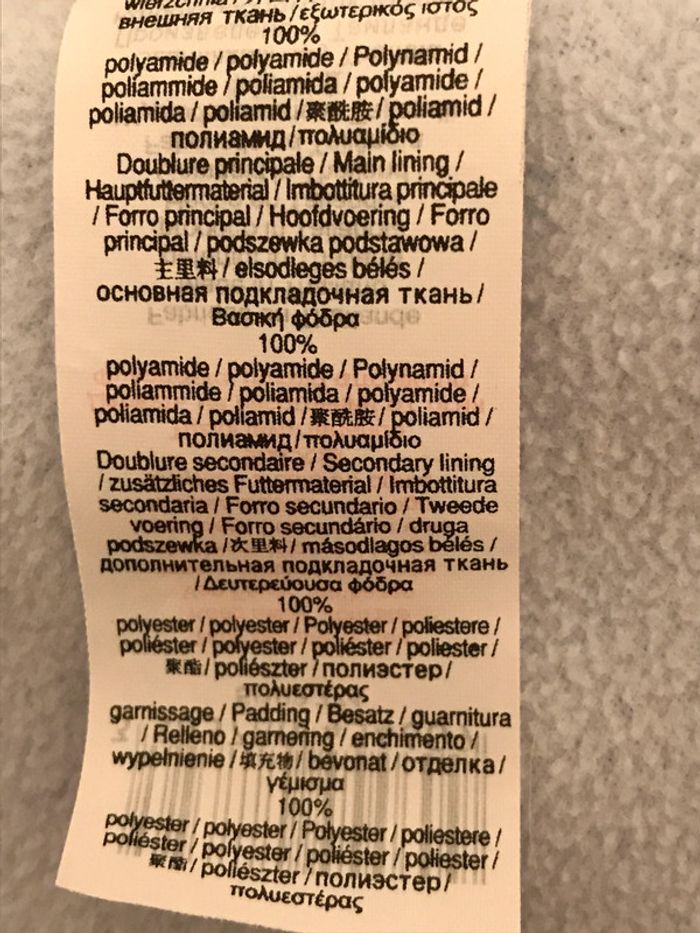 внешняя ткань / εξωτερικός ιστός
100%
polyamide / polyamide / Polynamid /
poliammide / poliamida / polyamide /
poliamida / poliamid / 聚酰胺 / poliamid /
полиамид / πολυαμίδιο
Doublure principale / Main lining /
Hauptfuttermaterial / Imbottitura principale
/ Forro principal / Hoofdvoering / Forro
principal / podszewka podstawowa /
主里料 / elsodleges bélés /
основная подкладочная ткань /
Βασική φόδρα
100%
polyamide / polyamide / Polynamid /
poliammide / poliamida / polyamide /
poliamida / poliamid / 聚酰胺 / poliamid /
полиамид / πολυαμίδιο
Doublure secondaire / Secondary lining
/ zusätzliches Futtermaterial / Imbottitura
secondaria / Forro secundario / Tweede
voering / Forro secundário / druga
podszewka / 次里料 / másodlagos bélés /
дополнительная подкладочная ткань
/ Δευτερεύουσα φόδρα
100%
polyester / polyester / Polyester / poliestere /
poliéster / polyester / poliéster / poliester /
聚酯 / poliészter / полиэстер /
πολυεστέρας
garnissage / Padding / Besatz / guarnitura
/ Relleno / garnering / enchimento /
wypełnienie / 填充物 / bevonat / отделка /
γέμισμα
100%
polyester / polyester / Polyester / poliestere /
poliéster / polyester / poliéster / poliester /
聚酯 / poliészter / полиэстер /
πολυεστέρας